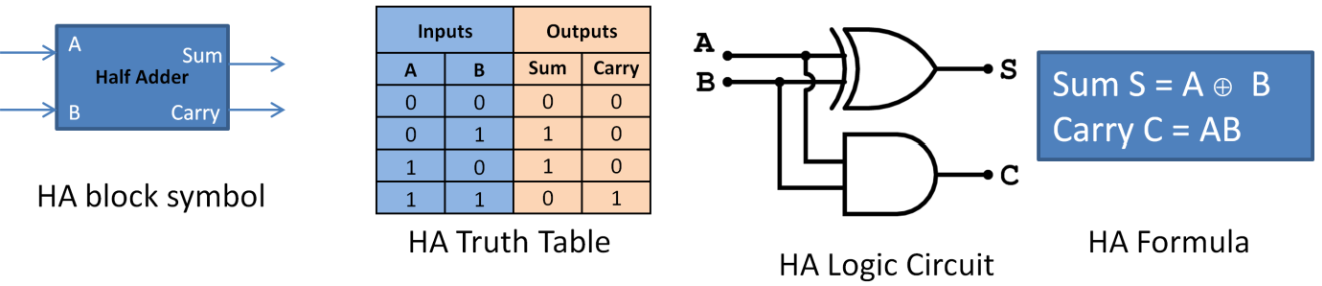 A
Sum
Half Adder
B
Carry
HA block symbol
Inputs Outputs
A B Sum Carry
0 0 0 0
0 1 1 0
1 0 1 0
1 1 0 1
HA Truth Table
A
B
S
C
HA Logic Circuit
Sum S = A ⊕ B
Carry C = AB
HA Formula